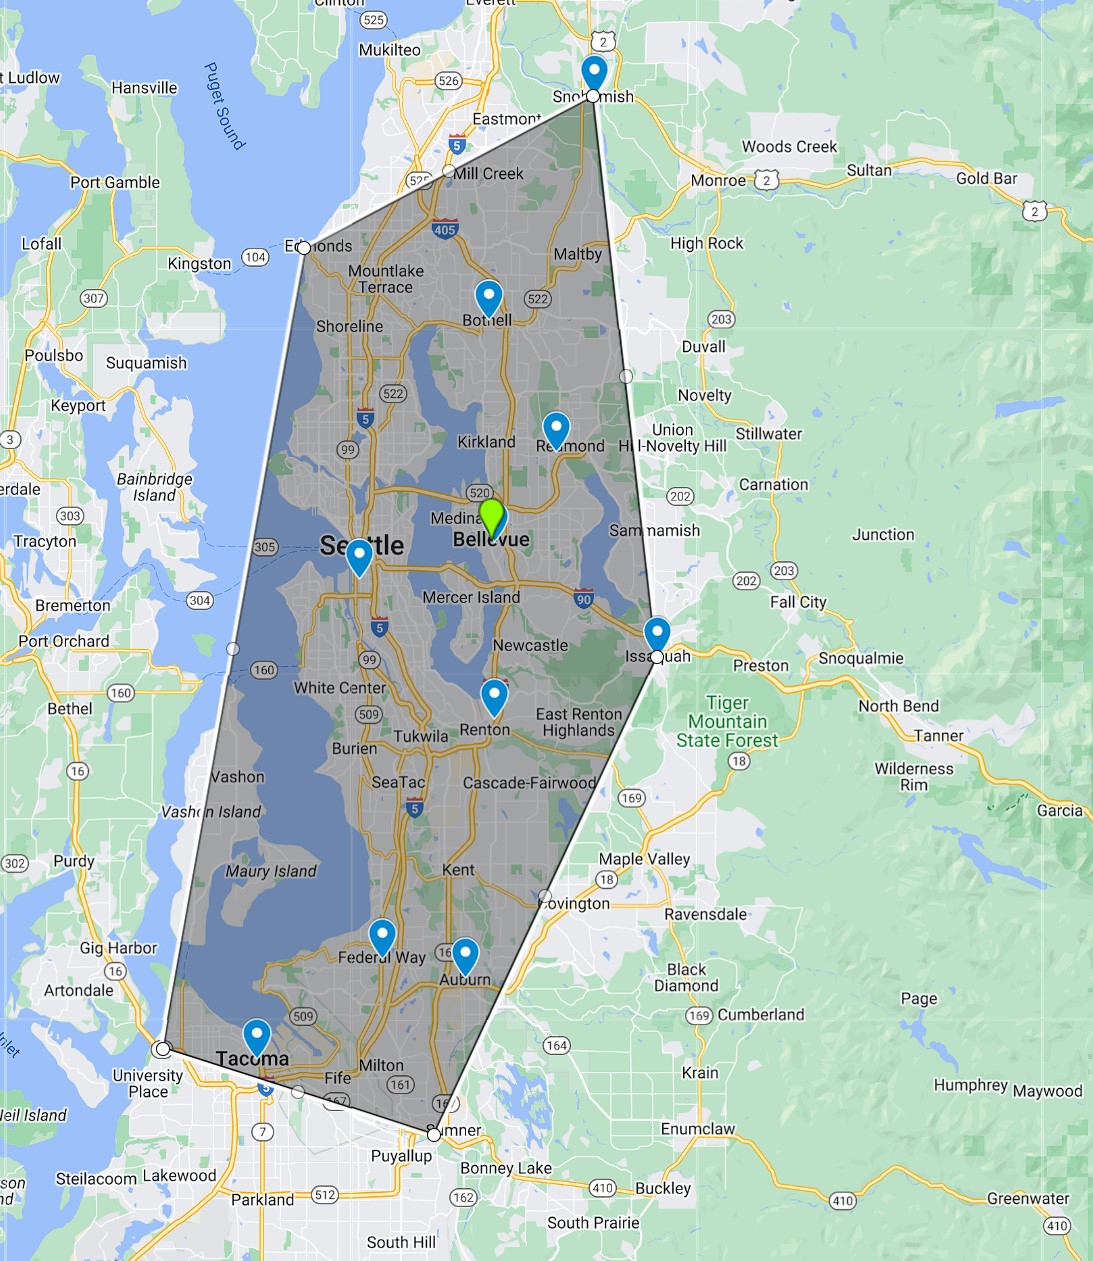 Clinton
Everett
525
Mukilteo
2
t Ludlow
Hansville
526
Puget Sound
Snohomish
Eastmont
5
Woods Creek
Port Gamble
525
Mill Creek
Monroe
2
Sultan
Gold Bar
2
405
Lofall
Edmonds
High Rock
104
Maltby
Kingston
Mountlake
Terrace
307
522
Bothell
203
Shoreline
Duvall
Poulsbo
Suquamish
522
Novelty
Keyport
5
Union
Hill-Novelty Hill
Stillwater
3
99
Kirkland
Redmond
Bainbridge
Island
erdale
520
Carnation
202
303
Medina
Sammamish
Junction
Tracyton
305
Seattle
Bellevue
203
202
304
Mercer Island
90
Fall City
Bremerton
5
Port Orchard
Newcastle
Issaquah
Snoqualmie
99
Preston
160
White Center
160
Tiger
Mountain
State Forest
Bethel
509
East Renton
Highlands
North Bend
Renton
Tukwila
Tanner
Burien
18
16
Vashon
SeaTac
Cascade-Fairwood
Wilderness
Rim
169
Vashon Island
5
Garcia
302
Purdy
Maury Island
Kent
Maple Valley
18
Covington
Ravensdale
Gig Harbor
Federal Way
16
Auburn
Black
Diamond
Artondale
Page
509
169
Cumberland
164
Tacoma
Milton
University
Place
Fife
161
Krain
5
Humphrey
Maywood
167
167
Neil Island
7
Sumner
Enumclaw
Puyallup
Steilacoom
Lakewood
Bonney Lake
410
Buckley
Parkland
512
162
410
Greenwater
South Prairie
410
South Hill